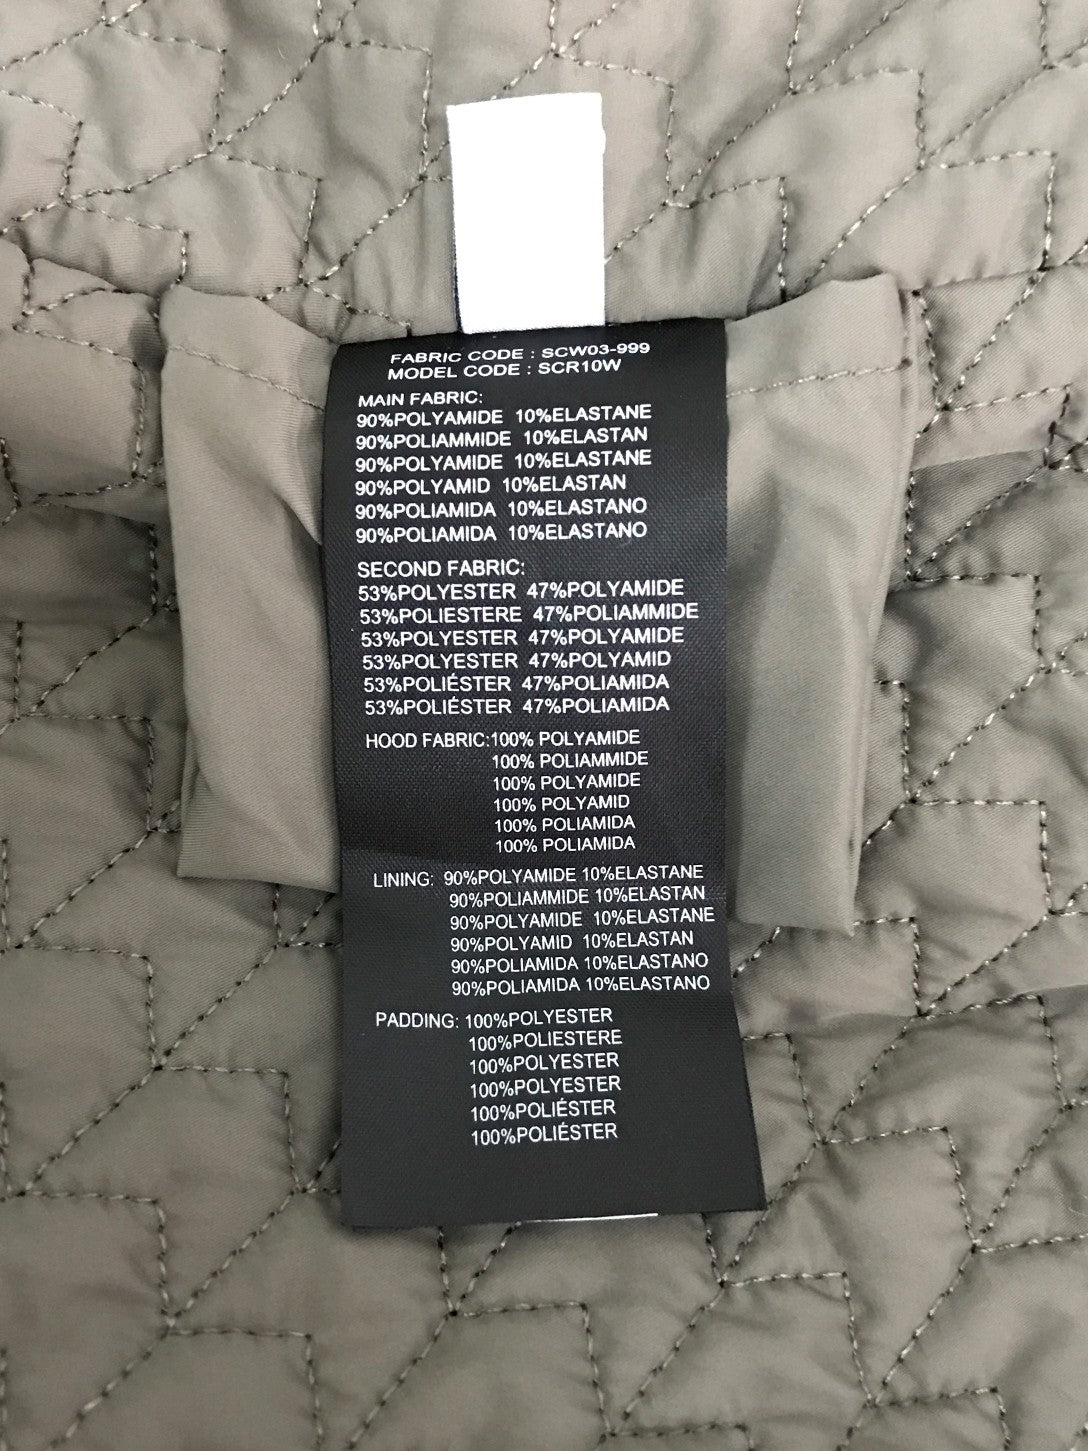 FABRIC CODE : SCW03-999
MODEL CODE : SCR10W
MAIN FABRIC:
90%POLYAMIDE 10%ELASTANE
90%POLIAMMIDE 10%ELASTAN
90%POLYAMIDE 10%ELASTANE
90%POLYAMID 10%ELASTAN
90%POLIAMIDA 10%ELASTANO
90%POLIAMIDA 10%ELASTANO
SECOND FABRIC:
53%POLYESTER 47%POLYAMIDE
53%POLIESTERE 47%POLIAMMIDE
53%POLYESTER 47%POLYAMIDE
53%POLYESTER 47%POLYAMID
53%POLIÉSTER 47%POLIAMIDA
53%POLIÉSTER 47%POLIAMIDA
HOOD FABRIC:100% POLYAMIDE
100% POLIAMMIDE
100% POLYAMIDE
100% POLYAMID
100% POLIAMIDA
100% POLIAMIDA
LINING: 90%POLYAMIDE 10%ELASTANE
90%POLIAMMIDE 10%ELASTAN
90%POLYAMIDE 10%ELASTANE
90%POLYAMID 10%ELASTAN
90%POLIAMIDA 10%ELASTANO
90%POLIAMIDA 10%ELASTANO
PADDING: 100%POLYESTER
100%POLIESTERE
100%POLYESTER
100%POLYESTER
100%POLIÉSTER
100%POLIÉSTER